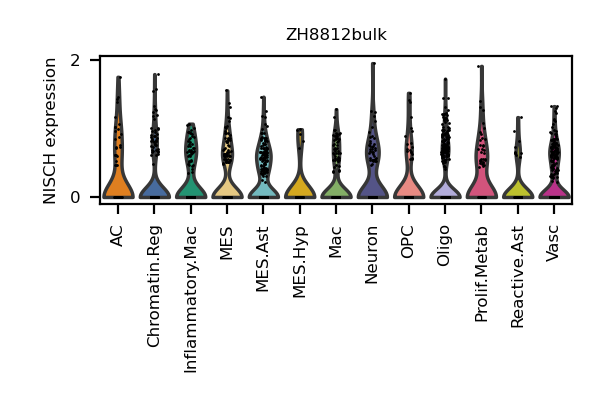 ZH8812bulk
NISCH expression
2
0
AC
Chromatin.Reg
Inflammatory.Mac
MES
MES.Ast
MES.Hyp
Mac
Neuron
OPC
Oligo
Prolif.Metab
Reactive.Ast
Vasc